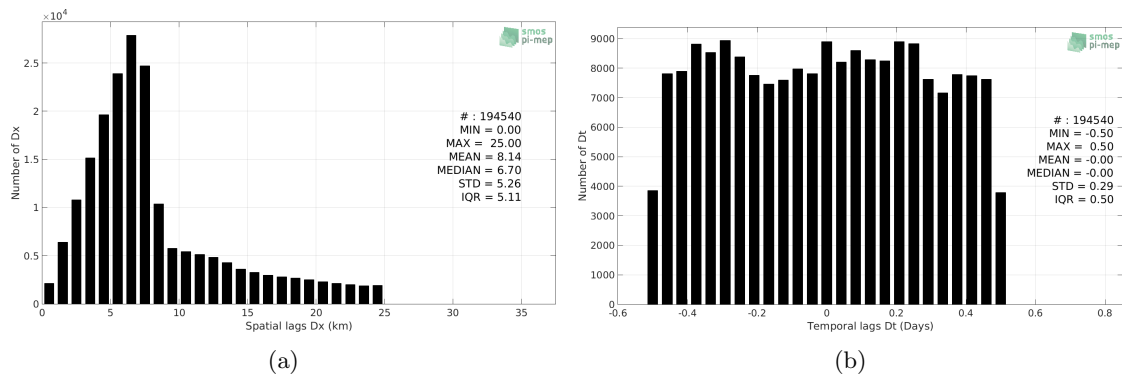 ×10⁴
smos
pi-mep
2.5
2
1.5
1
0.5
0
Number of Dx
# : 194540
MIN = 0.00
MAX = 25.00
MEAN = 8.14
MEDIAN = 6.70
STD = 5.26
IQR = 5.11
0 5 10 15 20 25 30 35
Spatial lags Dx (km)
(a)
smos
pi-mep
9000
8000
7000
6000
5000
4000
3000
2000
1000
0
Number of Dt
# : 194540
MIN = -0.50
MAX = 0.50
MEAN = -0.00
MEDIAN = -0.00
STD = 0.29
IQR = 0.50
-0.6 -0.4 -0.2 0 0.2 0.4 0.6 0.8
Temporal lags Dt (Days)
(b)